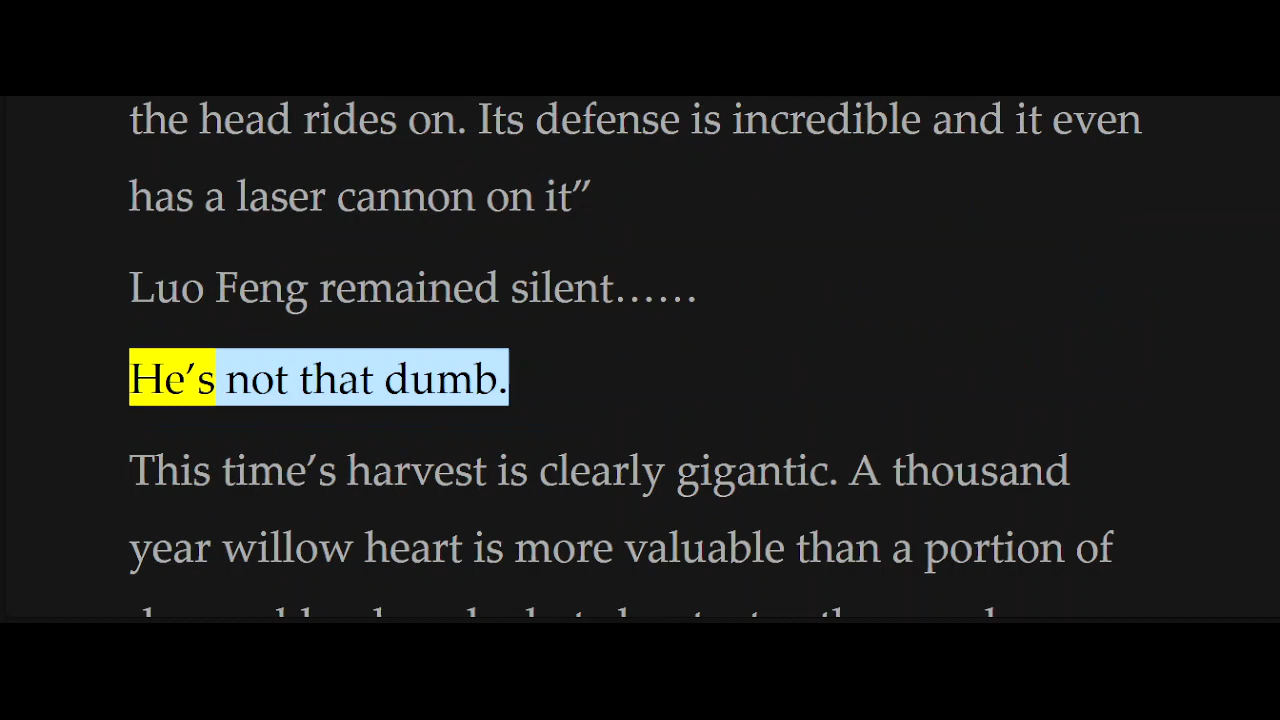 the head rides on. Its defense is incredible and it even
has a laser cannon on it”
Luo Feng remained silent……
He’s not that dumb.
This time’s harvest is clearly gigantic. A thousand
year willow heart is more valuable than a portion of